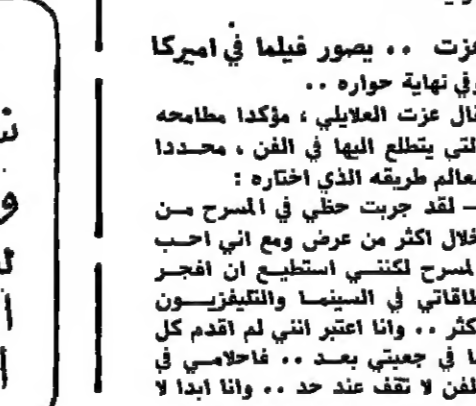 عزت .. يصور فيلما في اميركا
وفي نهاية حواره ..
قال عزت العلايلي ، مؤكدا مطامحه
التي يتطلع اليها في الفن ، محددا
معالم طريقه الذي اختاره :
— لقد جربت حظي في المسرح من
خلال اكثر من عرض ومع اني احب
المسرح لكنني استطيع ان افجر
طاقاتي في السينما والتليفزيون
اكثر .. وانا اعتبر انني لم اقدم كل
ما في جعبتي بعد .. فاحلامي في
الفن لا تقف عند حد .. وانا ابدا لا